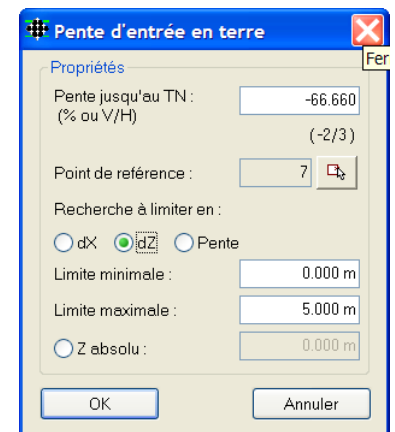 Pente d'entrée en terre
Fer
Propriétés
Pente jusqu'au TN : -66.660
(% ou V/H)
(-2/3)
Point de reférence : 7
Recherche à limiter en :
dX dZ Pente
Limite minimale : 0.000 m
Limite maximale : 5.000 m
Z absolu : 0.000 m
OK Annuler